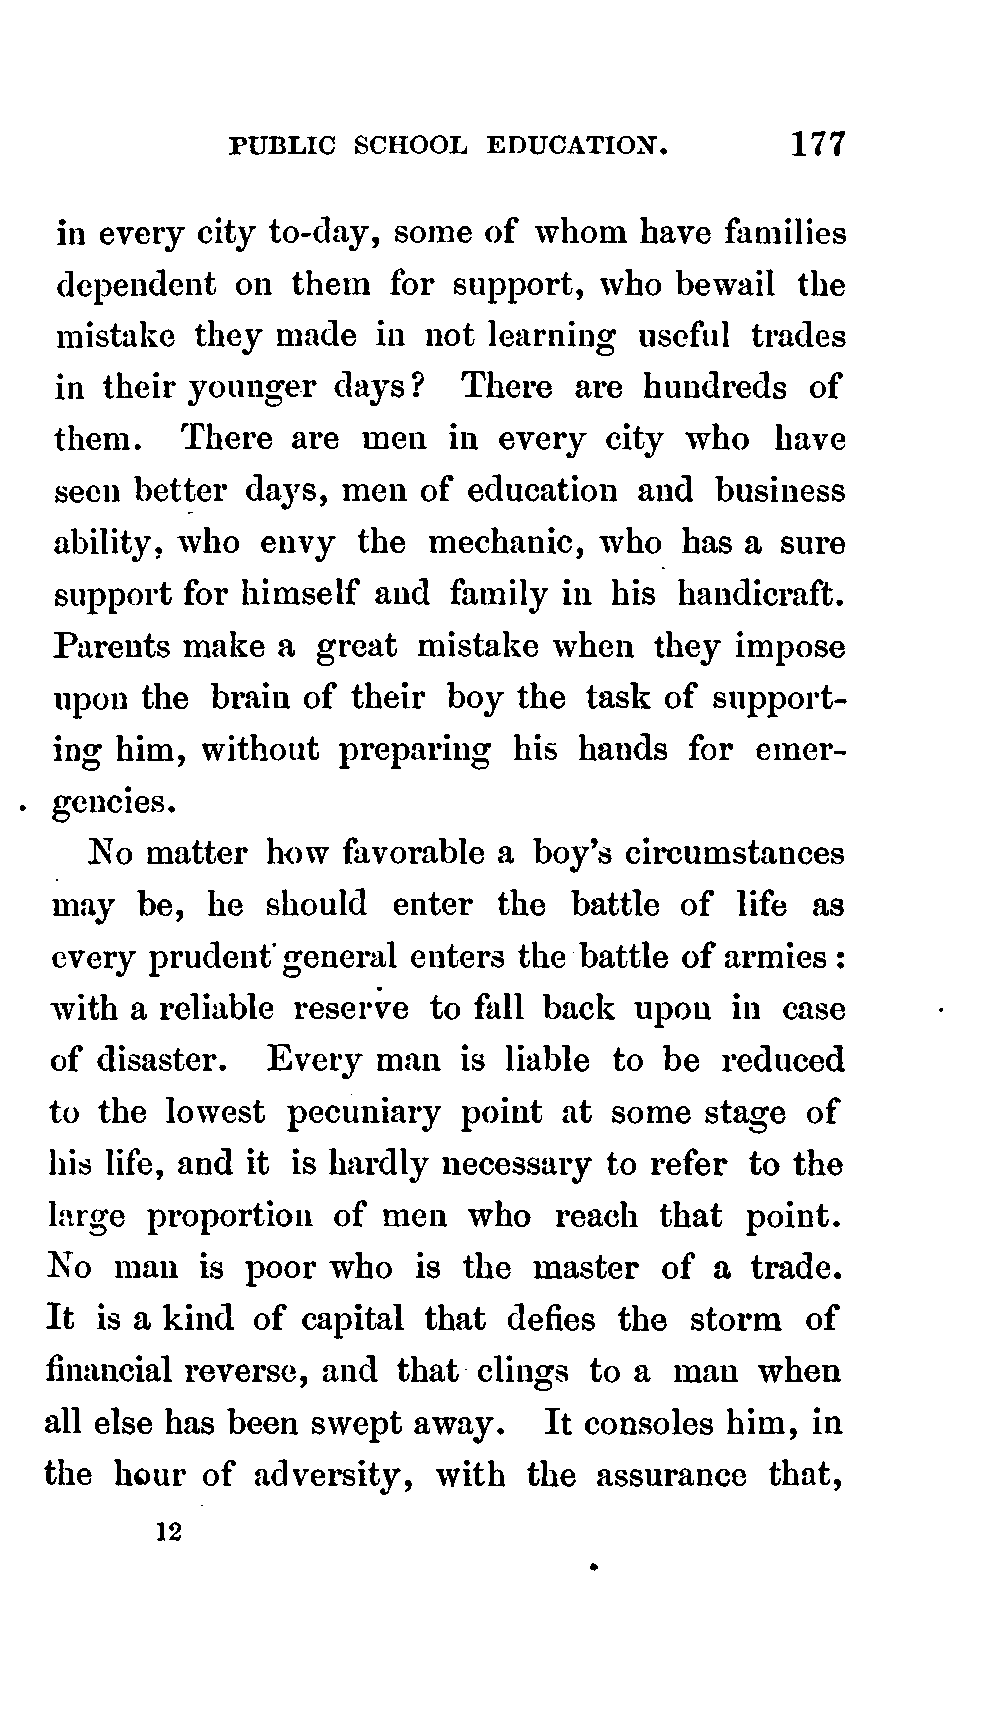 PUBLIC SCHOOL EDUCATION. 177
in every city to-day, some of whom have families
dependent on them for support, who bewail the
mistake they made in not learning useful trades
in their younger days? There are hundreds of
them. There are men in every city who have
seen better days, men of education and business
ability, who envy the mechanic, who has a sure
support for himself and family in his handicraft.
Parents make a great mistake when they impose
upon the brain of their boy the task of support-
ing him, without preparing his hands for emer-
gencies.
No matter how favorable a boy's circumstances
may be, he should enter the battle of life as
every prudent general enters the battle of armies:
with a reliable reserve to fall back upon in case
of disaster. Every man is liable to be reduced
to the lowest pecuniary point at some stage of
his life, and it is hardly necessary to refer to the
large proportion of men who reach that point.
No man is poor who is the master of a trade.
It is a kind of capital that defies the storm of
financial reverse, and that clings to a man when
all else has been swept away. It consoles him, in
the hour of adversity, with the assurance that,
12